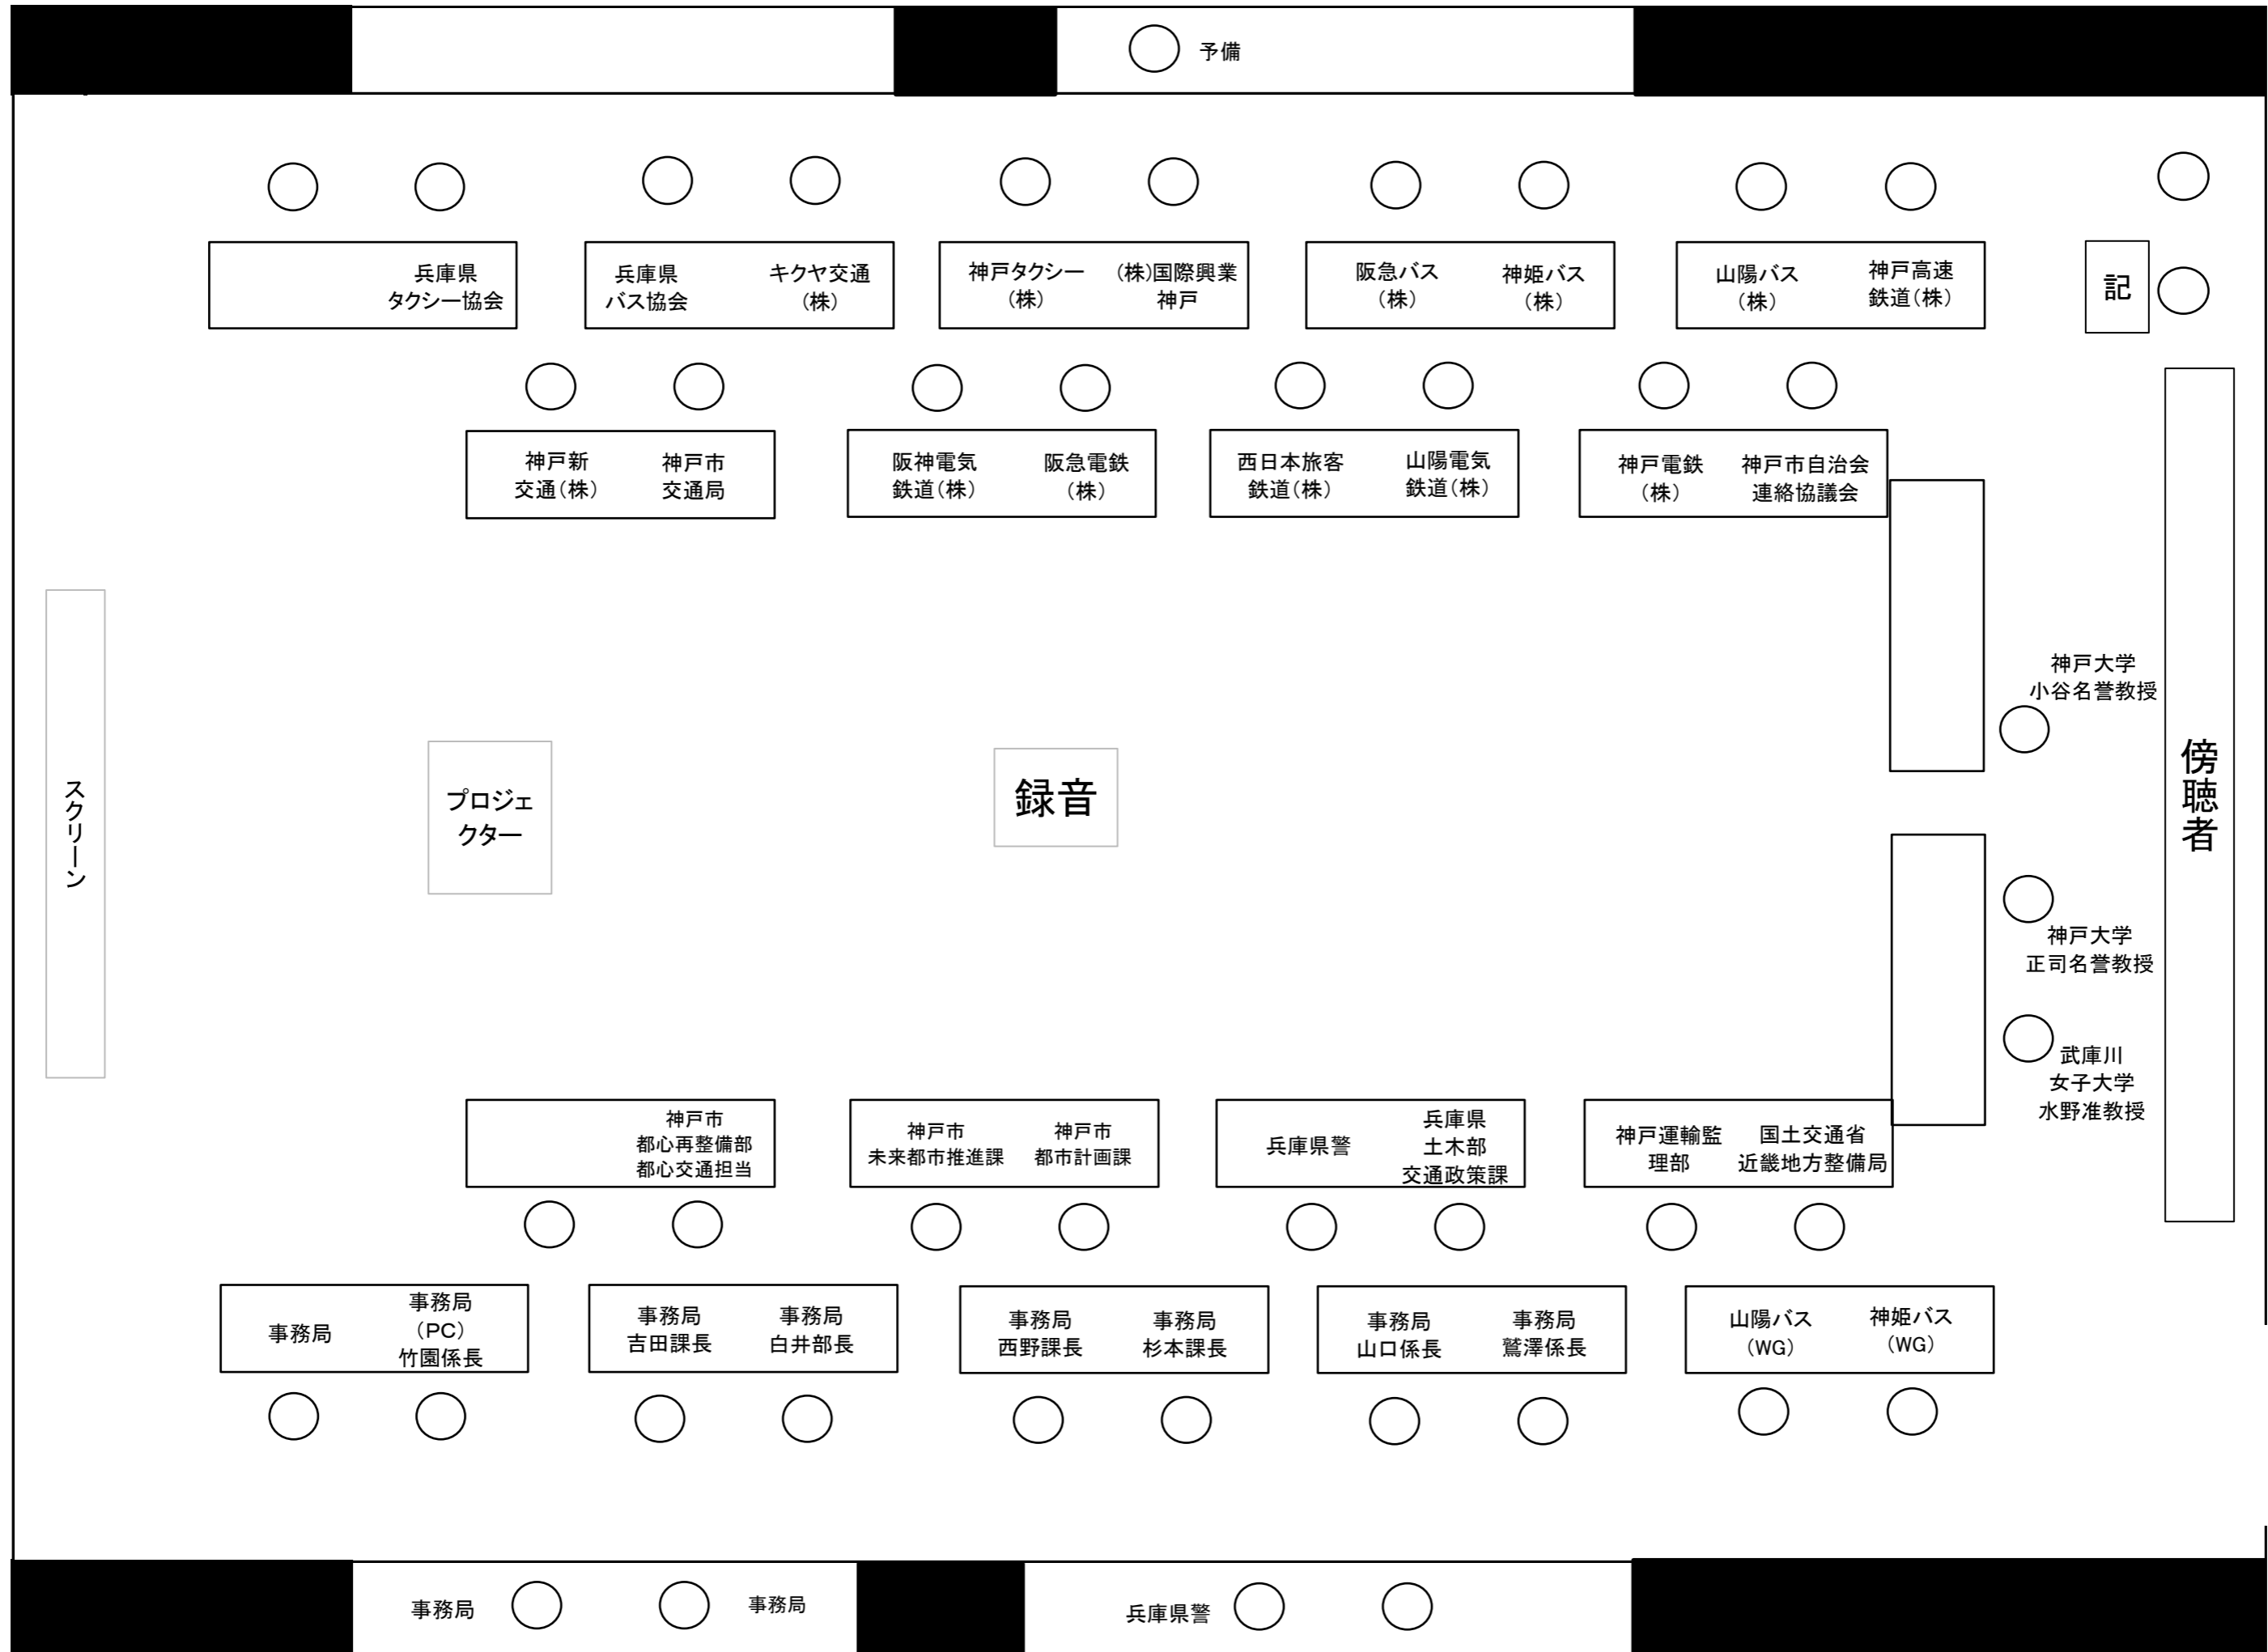 予備
兵庫県
タクシー協会
兵庫県
バス協会
キクヤ交通
（株）
神戸タクシー
（株）
(株)国際興業
神戸
阪急バス
（株）
神姫バス
（株）
山陽バス
（株）
神戸高速
鉄道（株）
記
神戸新
交通（株）
神戸市
交通局
阪神電気
鉄道（株）
阪急電鉄
（株）
西日本旅客
鉄道（株）
山陽電気
鉄道（株）
神戸電鉄
（株）
神戸市自治会
連絡協議会
スクリーン
プロジェ
クター
録音
神戸大学
小谷名誉教授
神戸大学
正司名誉教授
武庫川
女子大学
水野准教授
傍聴者
神戸市
都心再整備部
都心交通担当
神戸市
未来都市推進課
神戸市
都市計画課
兵庫県警
兵庫県
土木部
交通政策課
神戸運輸監
理部
国土交通省
近畿地方整備局
事務局
事務局
（PC）
竹園係長
事務局
吉田課長
事務局
白井部長
事務局
西野課長
事務局
杉本課長
事務局
山口係長
事務局
鷲澤係長
山陽バス
（WG）
神姫バス
（WG）
事務局
事務局
兵庫県警